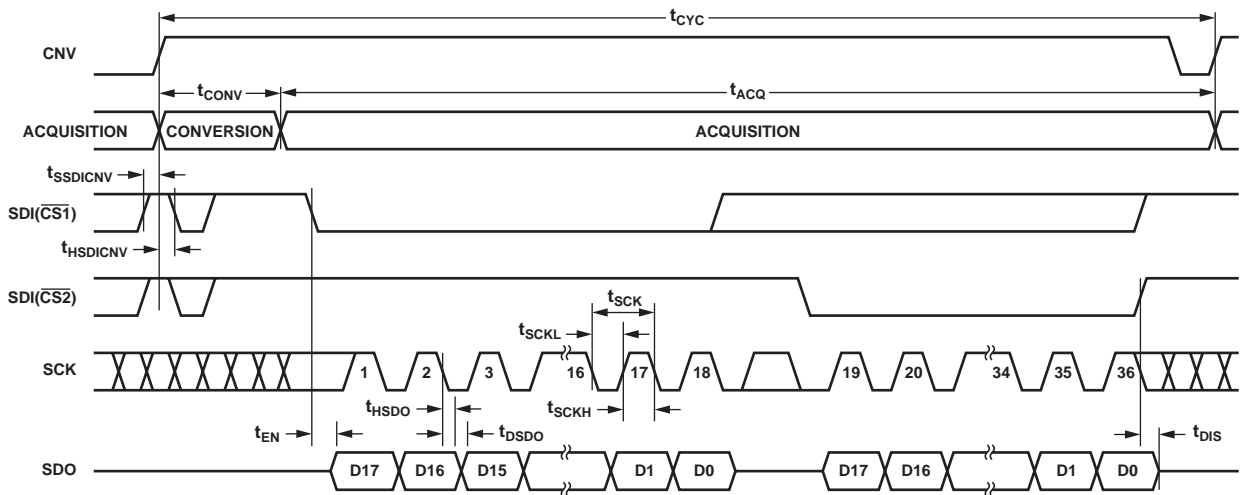 tCYC
CNV
tCONV
tACQ
ACQUISITION CONVERSION ACQUISITION
tSSDICNV
SDI(CS1)
tHSDICNV
SDI(CS2)
tSCK
tSCKL
SCK 1 2 3 16 17 18 19 20 34 35 36
tHSDO
tSCKH
tEN
tDSDO
tDIS
SDO D17 D16 D15 D1 D0 D17 D16 D1 D0